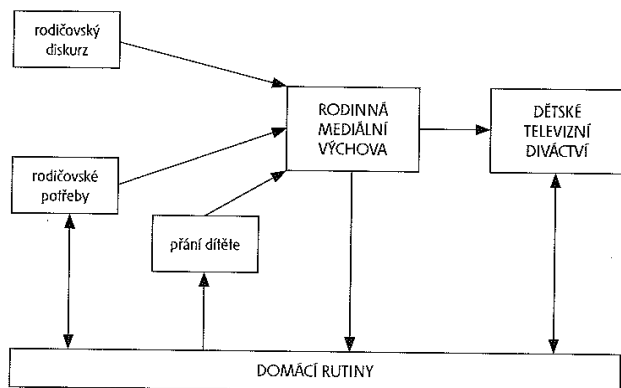 rodičovský
diskurz
RODINNÁ
MEDIÁLNÍ
VÝCHOVA
DĚTSKÉ
TELEVIZNÍ
DIVÁCTVÍ
rodičovské
potřeby
přání dítěte
DOMÁCÍ RUTINY